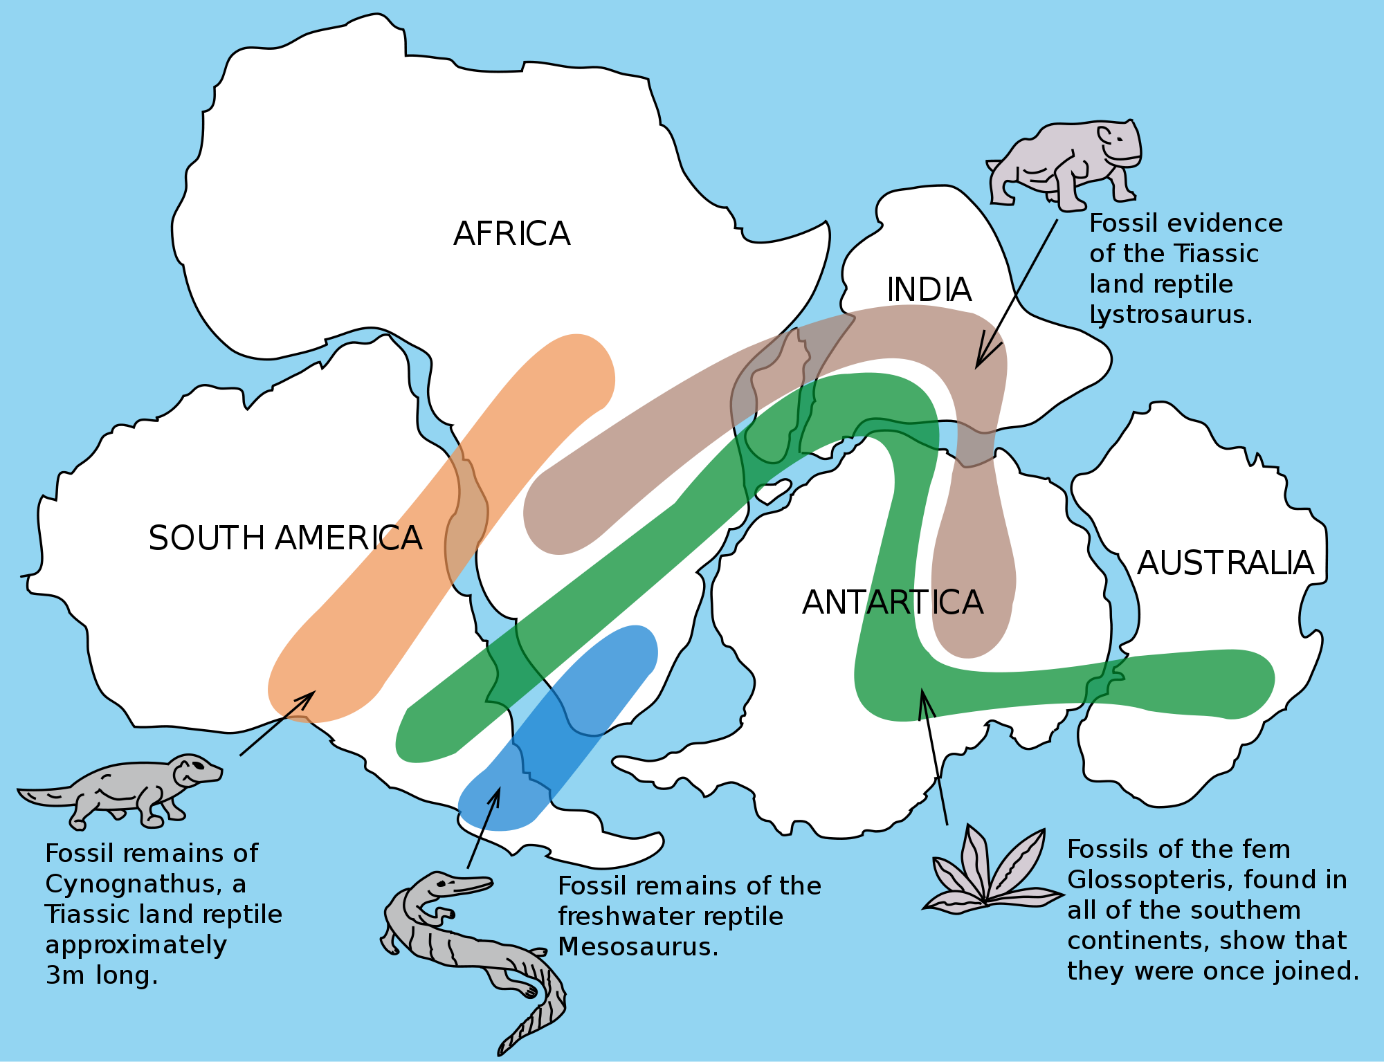 AFRICA
INDIA
Fossil evidence
of the Tiassic
land reptile
Lystrosaurus.
SOUTH AMERICA
AUSTRALIA
ANTARTICA
Fossil remains of
Cynognathus, a
Tiassic land reptile
approximately
3m long.
Fossil remains of the
freshwater reptile
Mesosaurus.
Fossils of the fern
Glossopteris, found in
all of the southern
continents, show that
they were once joined.